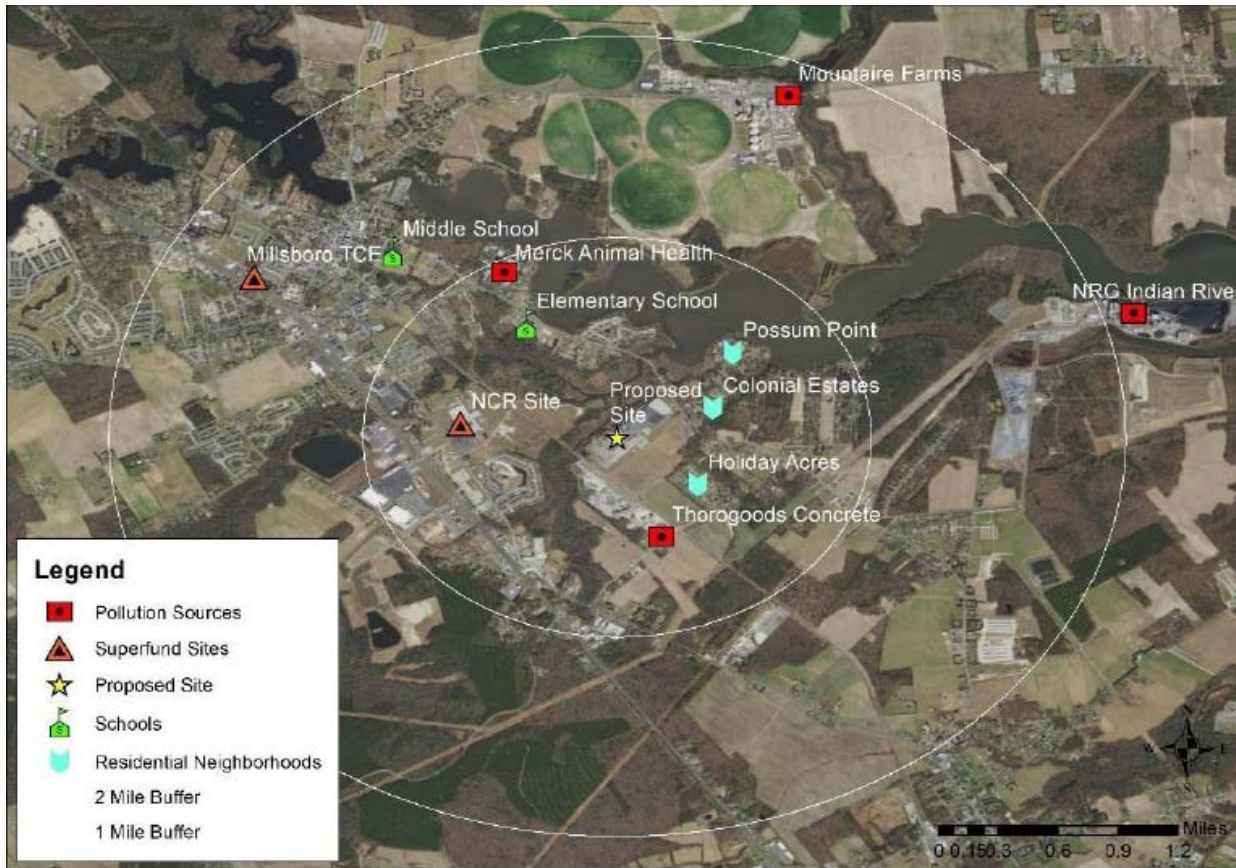 Mountaire Farms
Middle School
Millsboro TCE
Merck Animal Health
NRG Indian River
Elementary School
Possum Point
Proposed
Site
Colonial Estates
NCR Site
Holiday Acres
Thorogoods Concrete
Legend
Pollution Sources
Superfund Sites
Proposed Site
S
Schools
Residential Neighborhoods
2 Mile Buffer
1 Mile Buffer
N
W
E
S
Miles
0 0.150.3 0.6 0.9 1.2